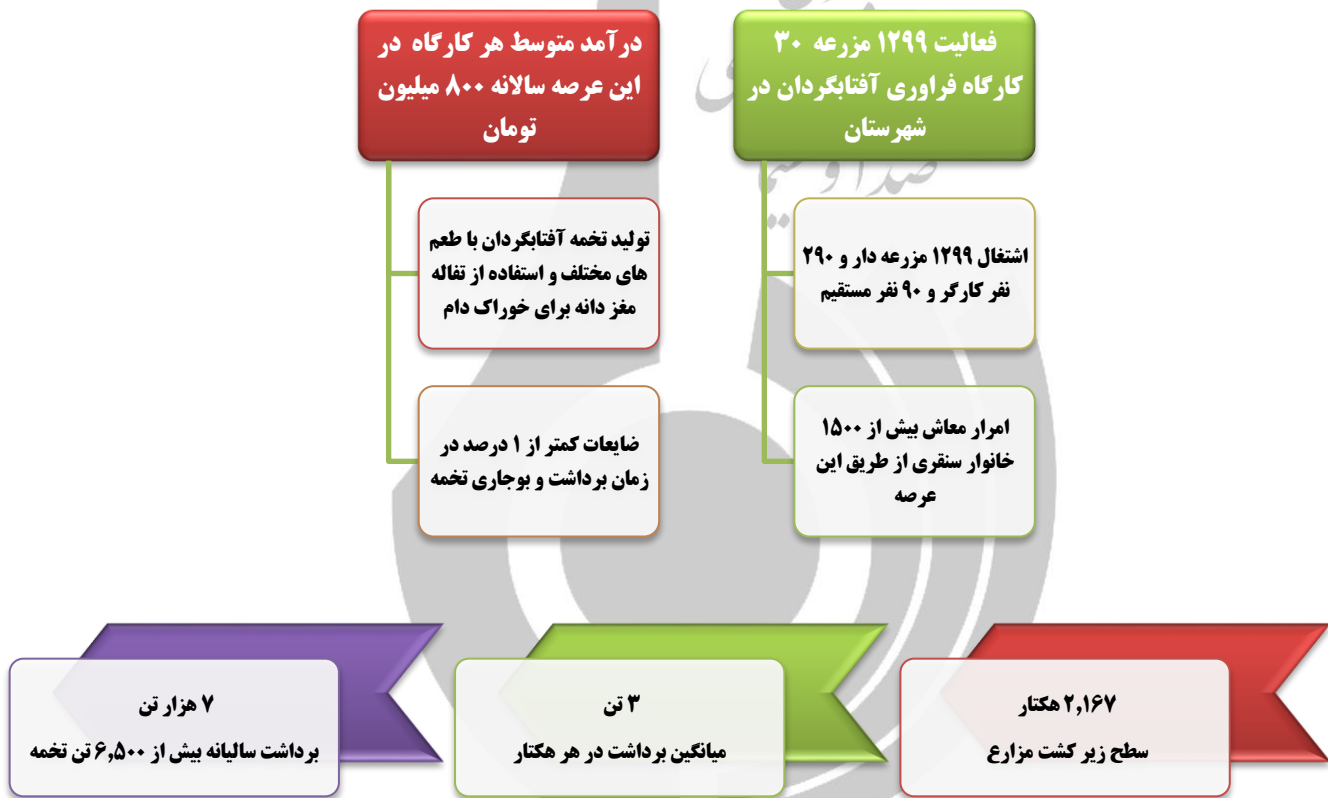 فعالیت ۱۲۹۹ مزرعه ۳۰
کارگاه فراوری آفتابگردان در
شهرستان
اشتغال ۱۲۹۹ مزرعه دار و ۲۹۰
نفر کارگر و ۹۰ نفر مستقیم
امرار معاش بیش از ۱۵۰۰
خانوار سنقری از طریق این
عرصه
درآمد متوسط هر کارگاه در
این عرصه سالانه ۸۰۰ میلیون
تومان
تولید تخمه آفتابگردان با طعم
های مختلف و استفاده از تفاله
مغز دانه برای خوراک دام
ضایعات کمتر از ۱ درصد در
زمان برداشت و بوجاری تخمه
۲,۱۶۷ هکتار
سطح زیر کشت مزارع
۳ تن
میانگین برداشت در هر هکتار
۷ هزار تن
برداشت سالیانه بیش از ۶,۵۰۰ تن تخمه
صدا و سیما